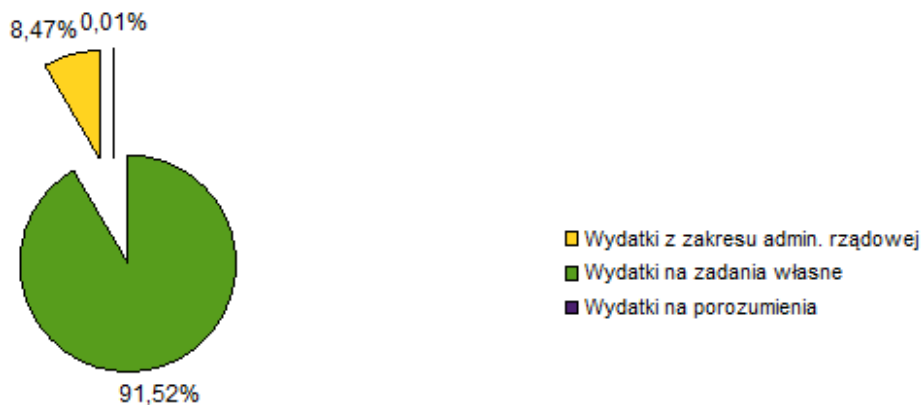 8,47% 0,01%
Wydatki z zakresu admin. rządowej
Wydatki na zadania własne
Wydatki na porozumienia
91,52%